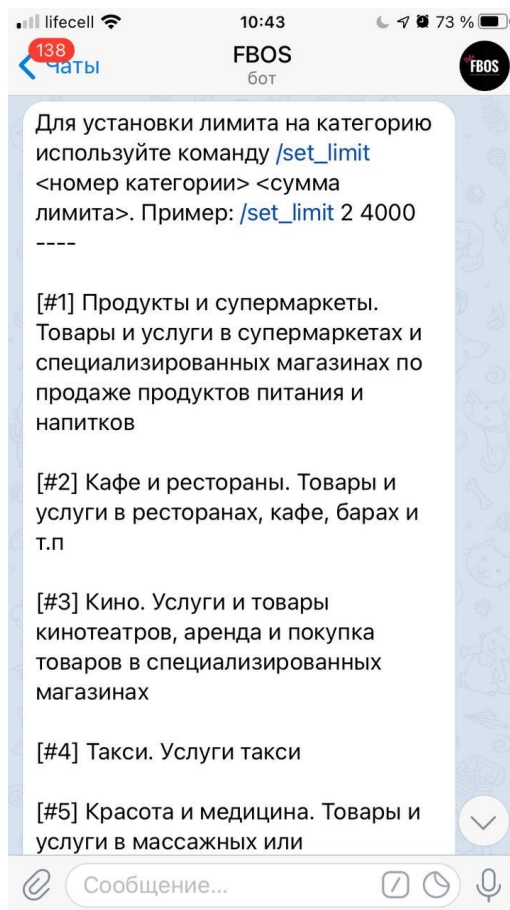 lifecell 10:43 73 %
138
Чаты FBOS FBOS
бот
Для установки лимита на категорию
используйте команду /set_limit
<номер категории> <сумма
лимита>. Пример: /set_limit 2 4000
----
[#1] Продукты и супермаркеты.
Товары и услуги в супермаркетах и
специализированных магазинах по
продаже продуктов питания и
напитков
[#2] Кафе и рестораны. Товары и
услуги в ресторанах, кафе, барах и
т.п
[#3] Кино. Услуги и товары
кинотеатров, аренда и покупка
товаров в специализированных
магазинах
[#4] Такси. Услуги такси
[#5] Красота и медицина. Товары и
услуги в массажных или
Сообщение...